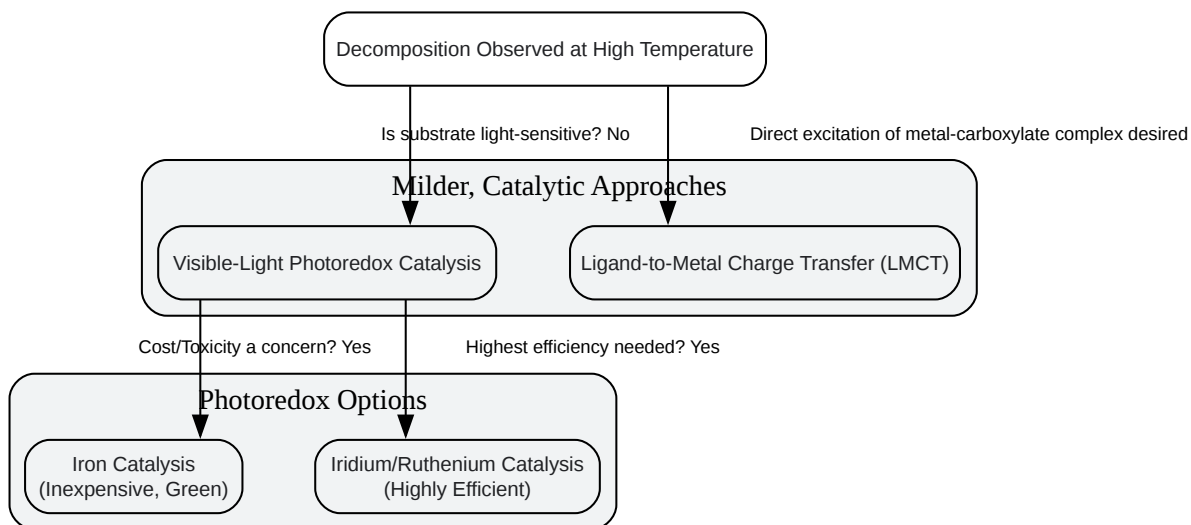 Decomposition Observed at High Temperature
Is substrate light-sensitive? No
Direct excitation of metal-carboxylate complex desired
Milder, Catalytic Approaches
Visible-Light Photoredox Catalysis
Ligand-to-Metal Charge Transfer (LMCT)
Cost/Toxicity a concern? Yes
Highest efficiency needed? Yes
Photoredox Options
Iron Catalysis
(Inexpensive, Green)
Iridium/Ruthenium Catalysis
(Highly Efficient)